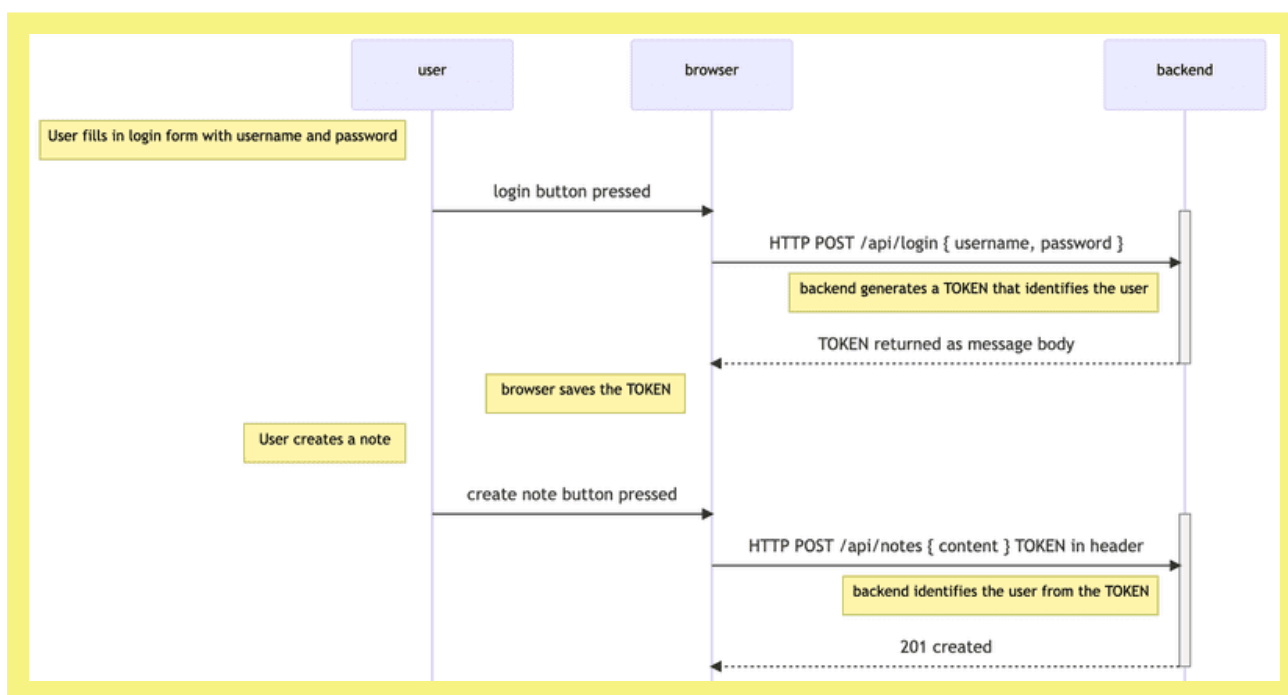 user
browser
backend
User fills in login form with username and password
login button pressed
HTTP POST /api/login { username, password }
backend generates a TOKEN that identifies the user
TOKEN returned as message body
browser saves the TOKEN
User creates a note
create note button pressed
HTTP POST /api/notes { content } TOKEN in header
backend identifies the user from the TOKEN
201 created